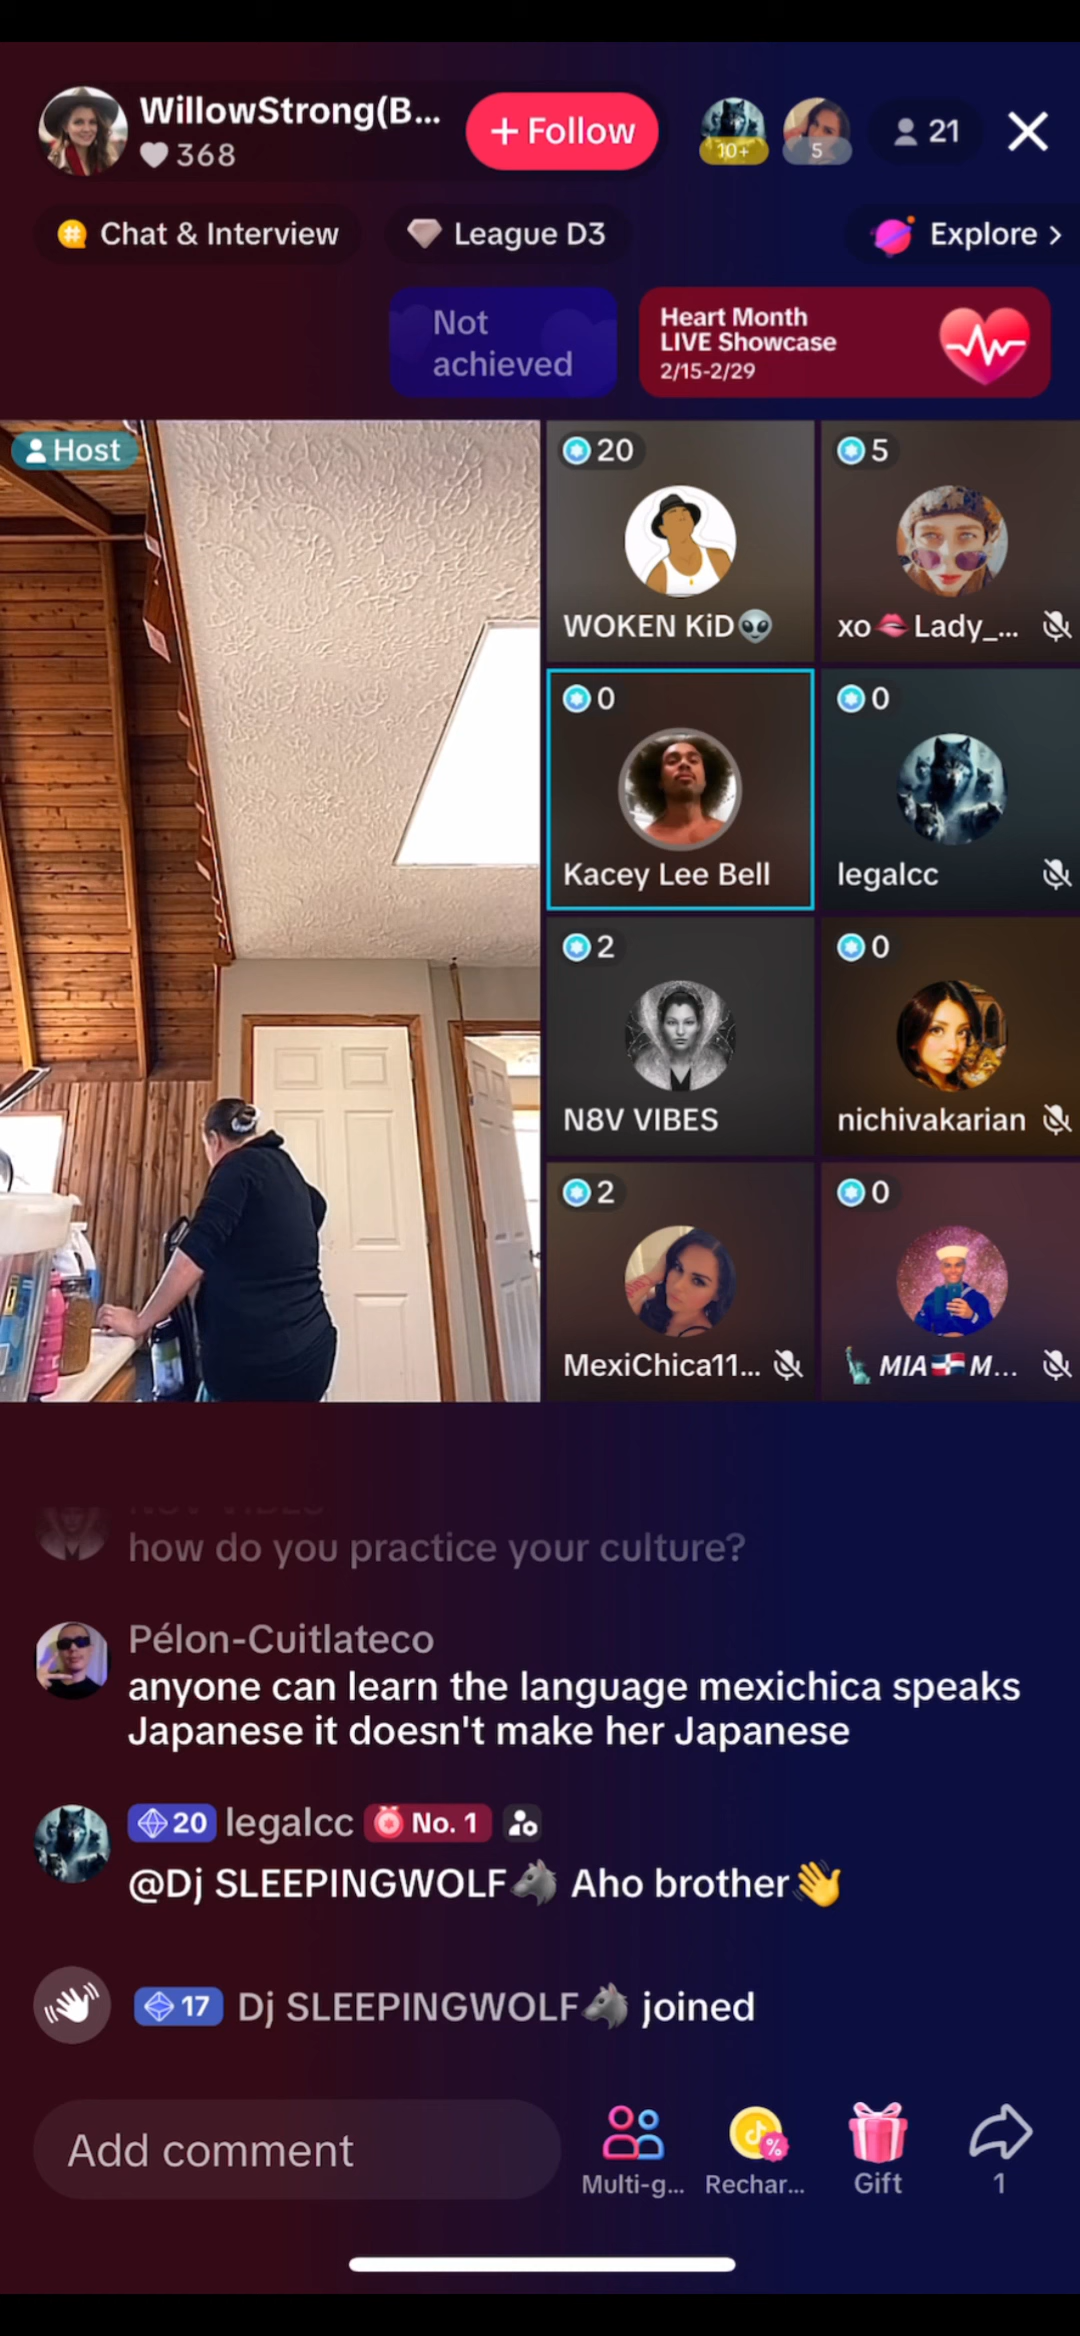 WillowStrong(B...
368
+ Follow
10+
5
21
Chat & Interview
League D3
Explore >
Not
achieved
Heart Month
LIVE Showcase
2/15-2/29
Host
20
WOKEN KiD👽
5
xo💋Lady_...
0
Kacey Lee Bell
0
legalcc
2
N8V VIBES
0
nichivakarian
2
MexiChica11...
0
🗽 MIA🇩🇴M...
N8V VIBES
how do you practice your culture?
Pélon-Cuitlateco
anyone can learn the language mexichica speaks
Japanese it doesn't make her Japanese
20 legalcc No. 1
@Dj SLEEPINGWOLF🐺 Aho brother👋
17 Dj SLEEPINGWOLF🐺 joined
Add comment
Multi-g...
Rechar...
Gift
1